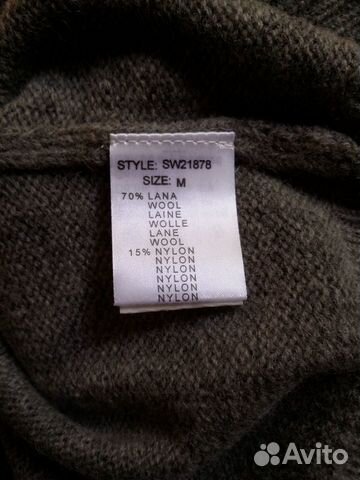 STYLE: SW21878
SIZE: M
70% LANA
WOOL
LAINE
WOLLE
LANE
WOOL
15% NYLON
NYLON
NYLON
NYLON
NYLON
NYLON
Avito